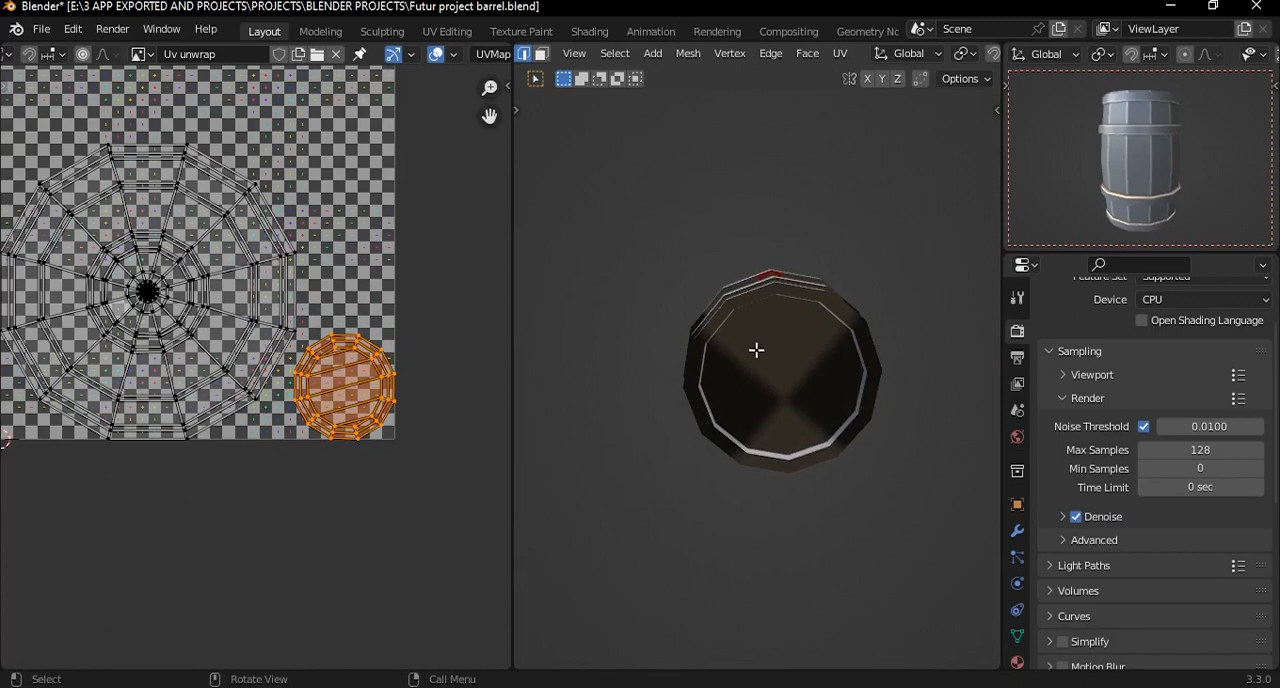 Blender* [E:\3 APP EXPORTED AND PROJECTS\PROJECTS\BLENDER PROJECTS\Futur project barrel.blend]
File Edit Render Window Help Layout Modeling Sculpting UV Editing Texture Paint Shading Animation Rendering Compositing Geometry Nc Scene ViewLayer
Uv unwrap UVMap View Select Add Mesh Vertex Edge Face UV Global Global
X Y Z Options
Supported
Device CPU
Open Shading Language
Sampling
Viewport
Render
Noise Threshold 0.0100
Max Samples 128
Min Samples 0
Time Limit 0 sec
Denoise
Advanced
Light Paths
Volumes
Curves
Simplify
Motion Blur
Select Rotate View Call Menu 3.3.0